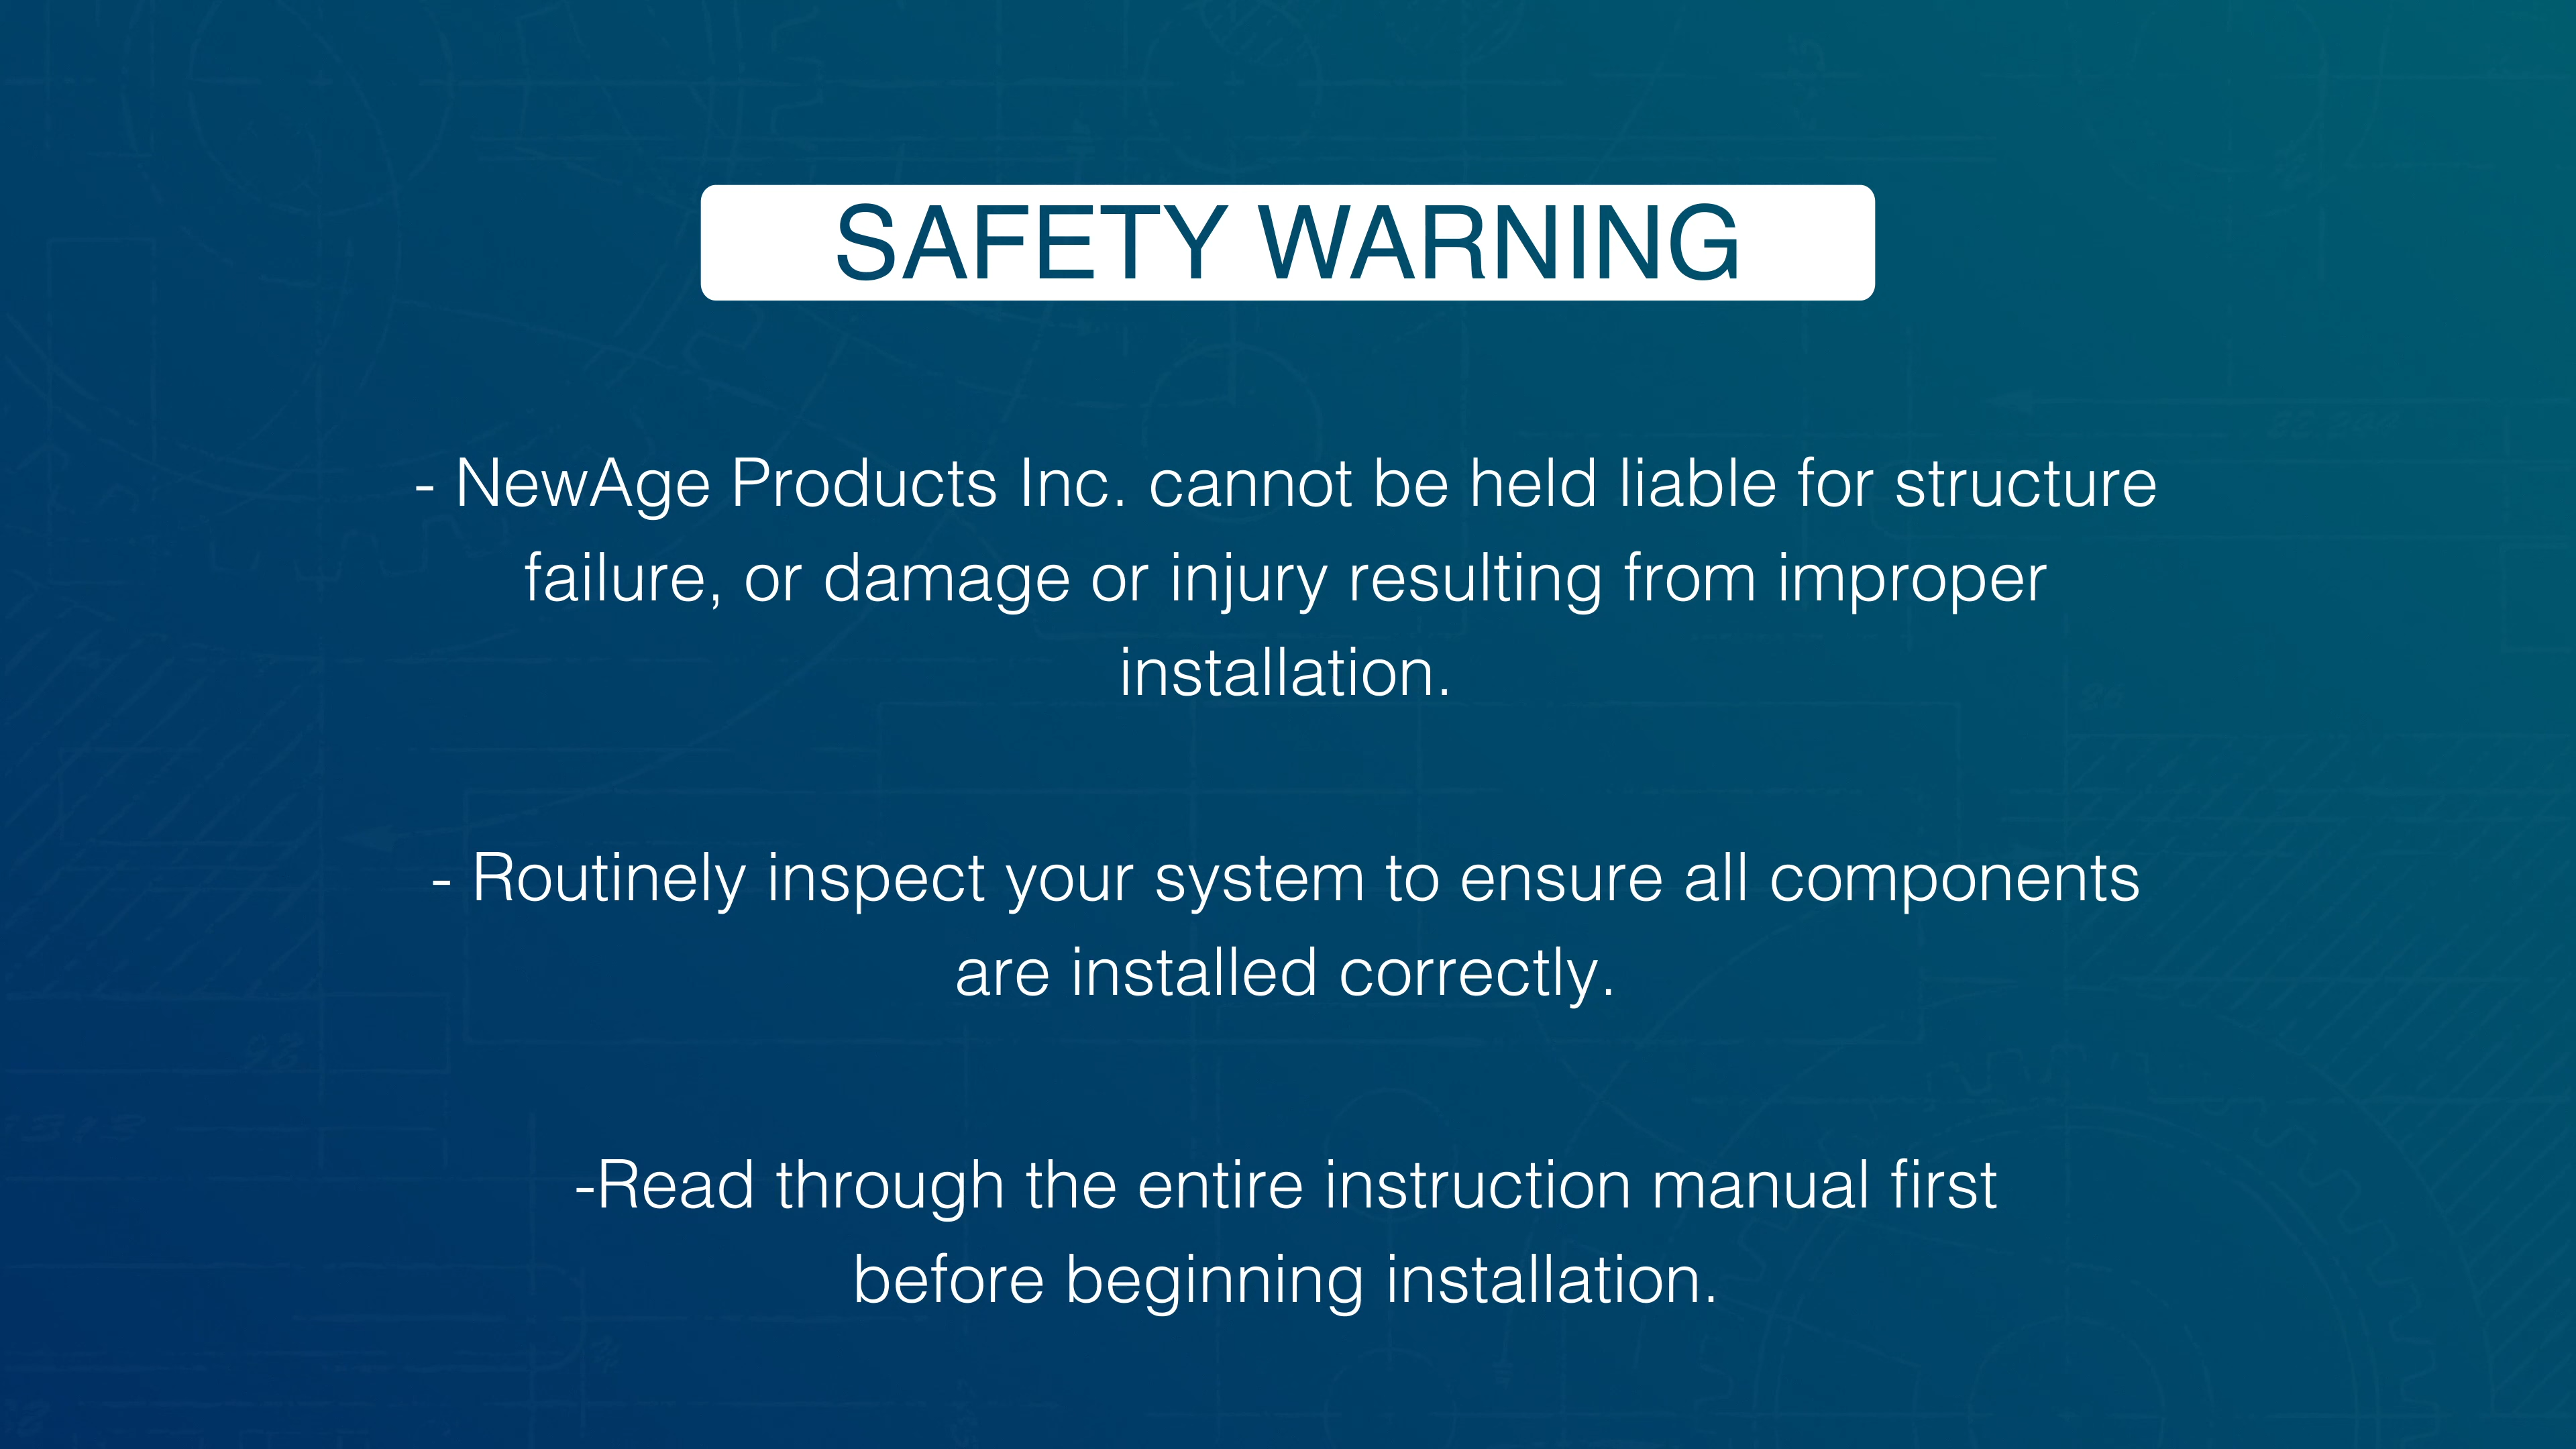 SAFETY WARNING
- NewAge Products Inc. cannot be held liable for structure
failure, or damage or injury resulting from improper
installation.
- Routinely inspect your system to ensure all components
are installed correctly.
-Read through the entire instruction manual first
before beginning installation.